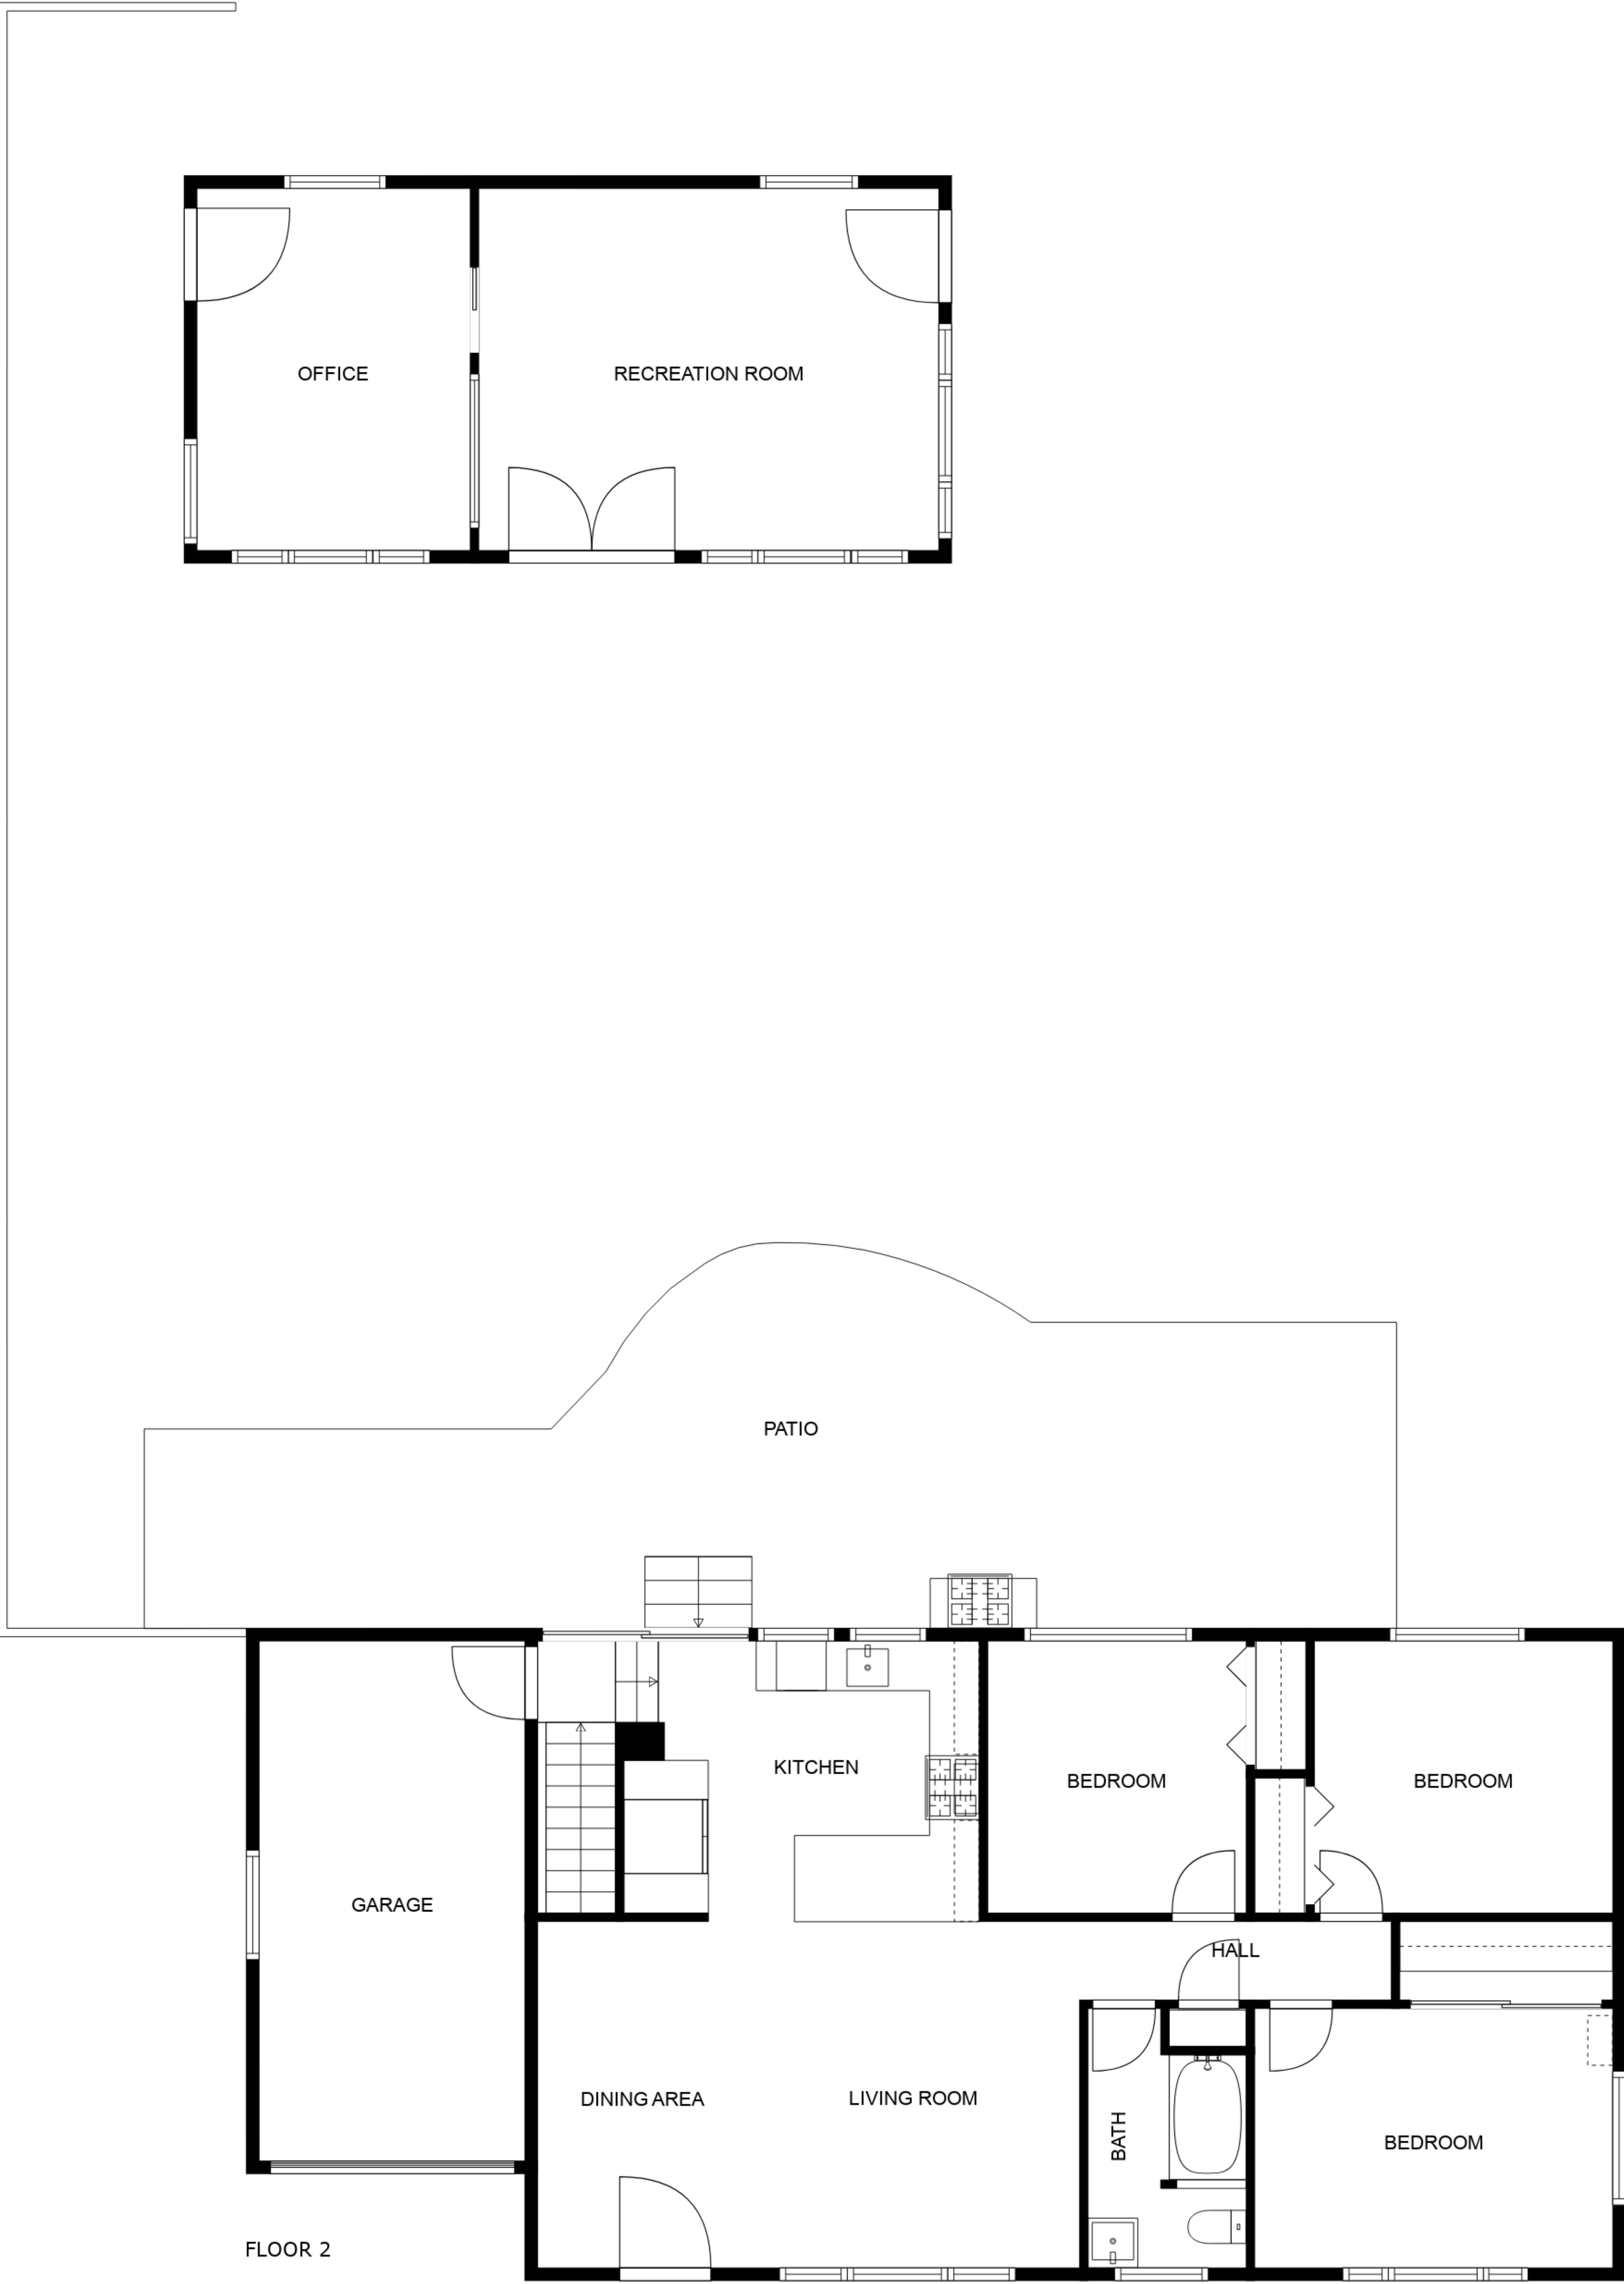 OFFICE
RECREATION ROOM
PATIO
KITCHEN
BEDROOM
BEDROOM
GARAGE
HALL
DINING AREA
LIVING ROOM
BATH
BEDROOM
FLOOR 2